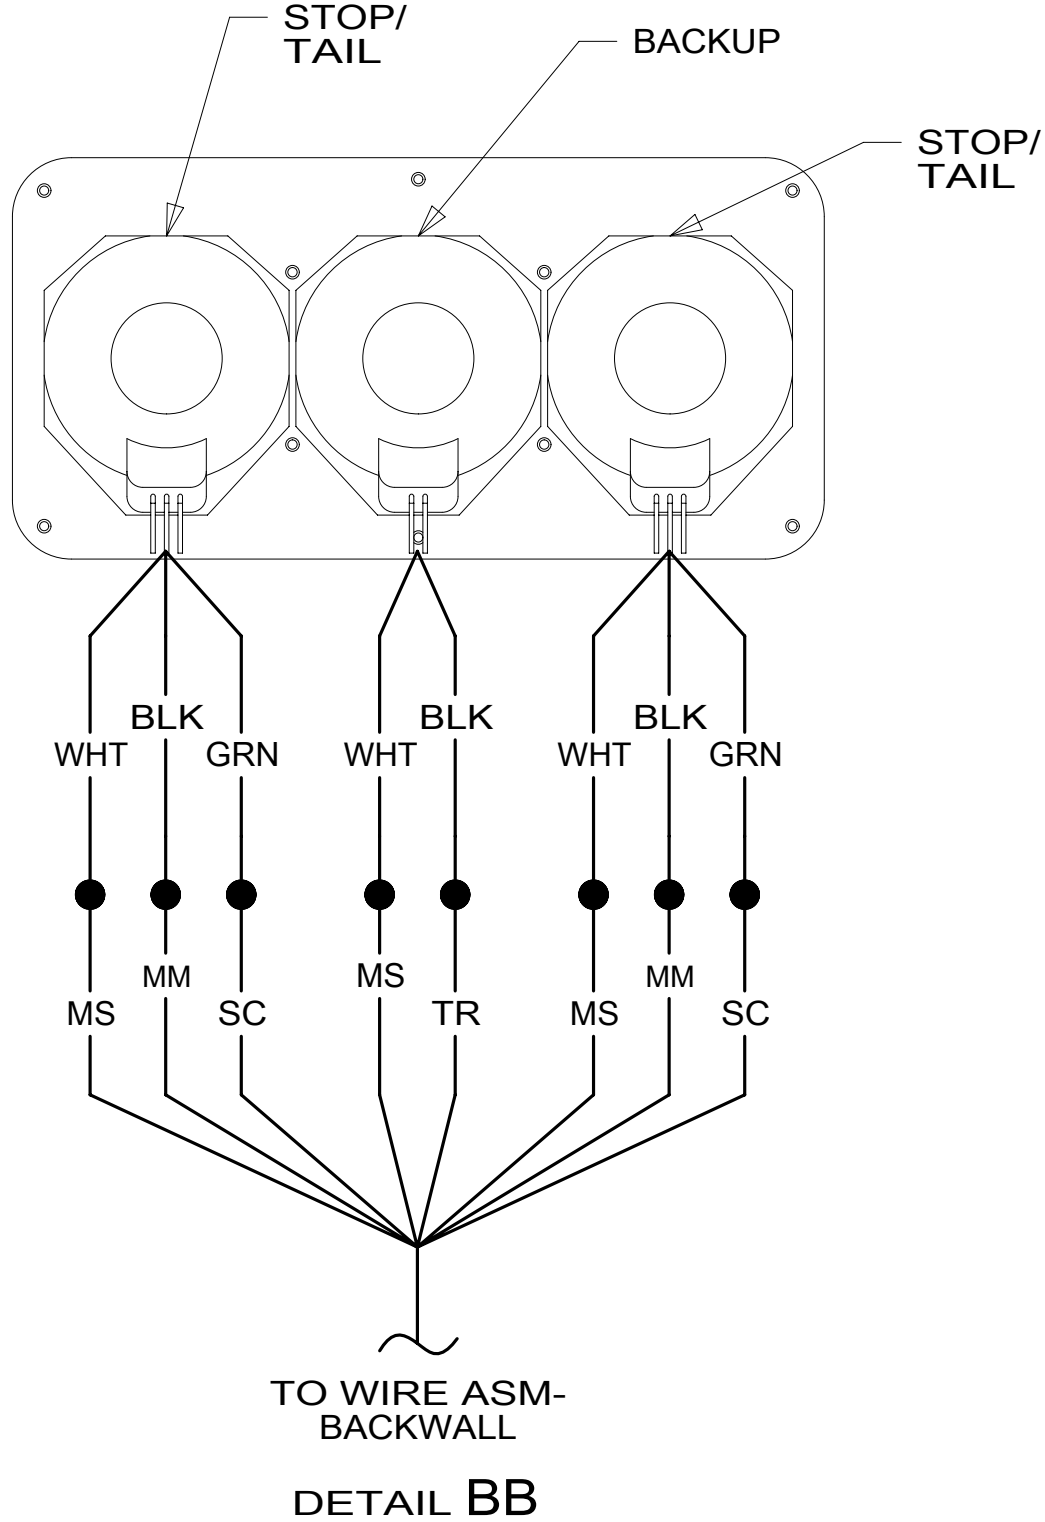 STOP/
TAIL
BACKUP
STOP/
TAIL
BLK
BLK
BLK
WHT
GRN
WHT
WHT
GRN
MM
MS
MM
MS
SC
TR
MS
SC
TO WIRE ASM-
BACKWALL
DETAIL BB